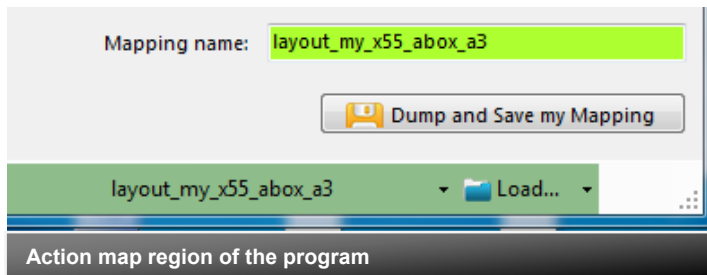 Mapping name: layout_my_x55_abox_a3
Dump and Save my Mapping
layout_my_x55_abox_a3 Load...
Action map region of the program